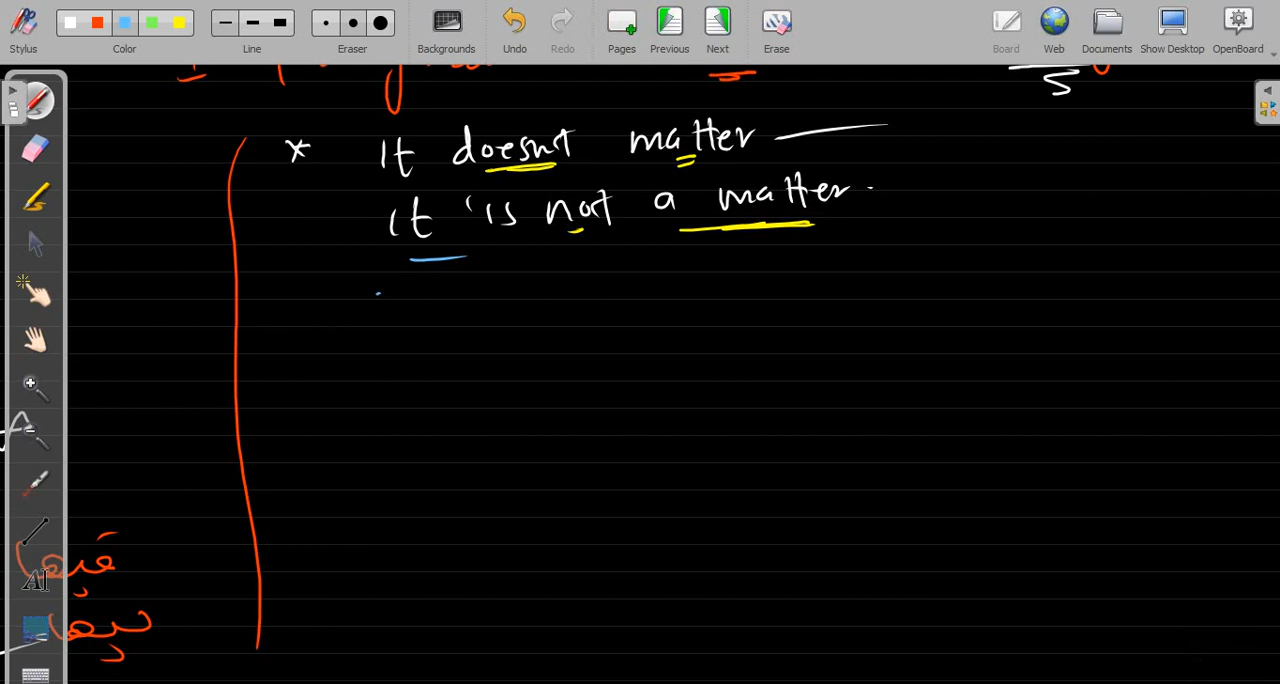 Stylus
Color
Line
Eraser
Backgrounds
Undo
Redo
Pages
Previous
Next
Erase
Board
Web
Documents
Show Desktop
OpenBoard
* It doesn't matter
It is not a matter.